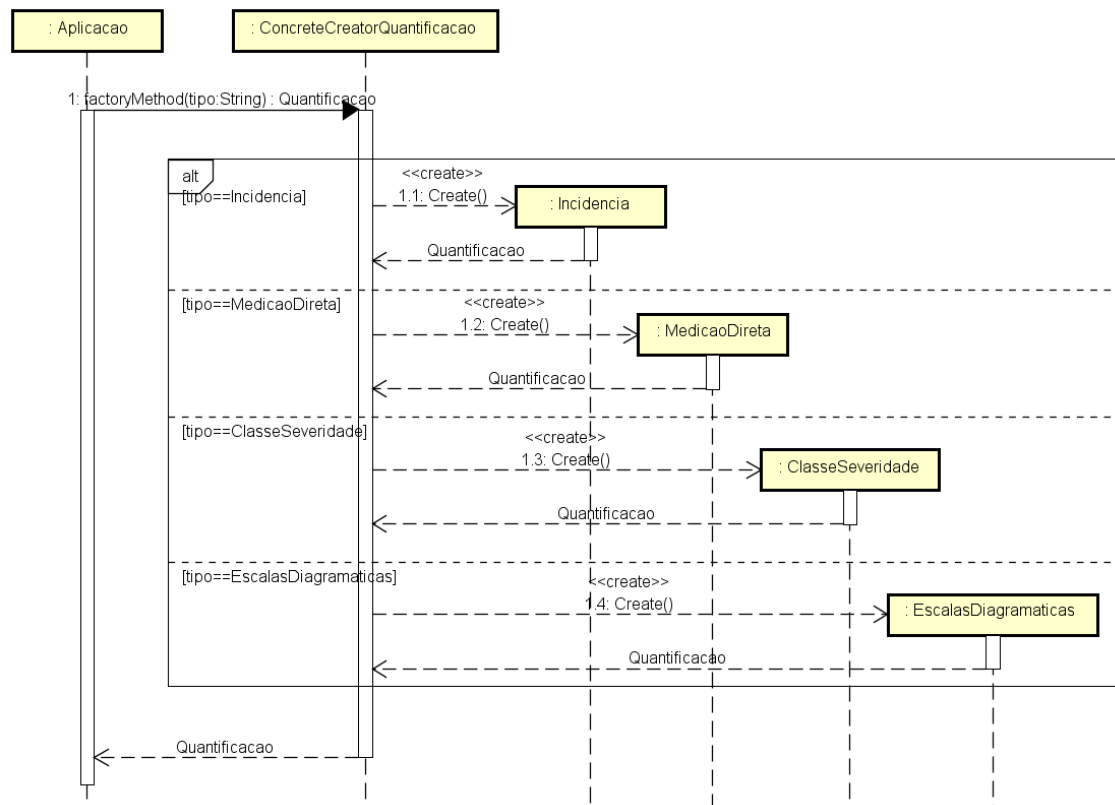 : Aplicacao
: ConcreteCreatorQuantificacao
1: factoryMethod(tipo:String) : Quantificacao
alt
[tipo==Incidencia]
<<create>>
1.1: Create()
: Incidencia
Quantificacao
[tipo==MedicaoDireta]
<<create>>
1.2: Create()
: MedicaoDireta
Quantificacao
[tipo==ClasseSeveridade]
<<create>>
1.3: Create()
: ClasseSeveridade
Quantificacao
[tipo==EscalasDiagramaticas]
<<create>>
1.4: Create()
: EscalasDiagramaticas
Quantificacao
Quantificacao